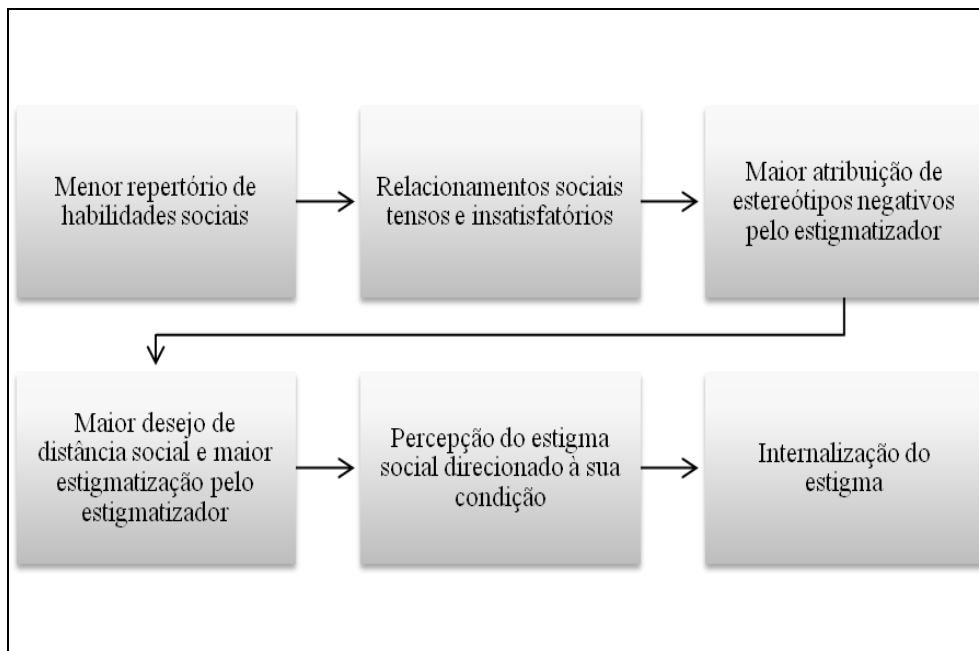 Menor repertório de
habilidades sociais
Relacionamentos sociais
tensos e insatisfatórios
Maior atribuição de
estereótipos negativos
pelo estigmatizador
Maior desejo de
distância social e maior
estigmatização pelo
estigmatizador
Percepção do estigma
social direcionado à sua
condição
Internalização do
estigma